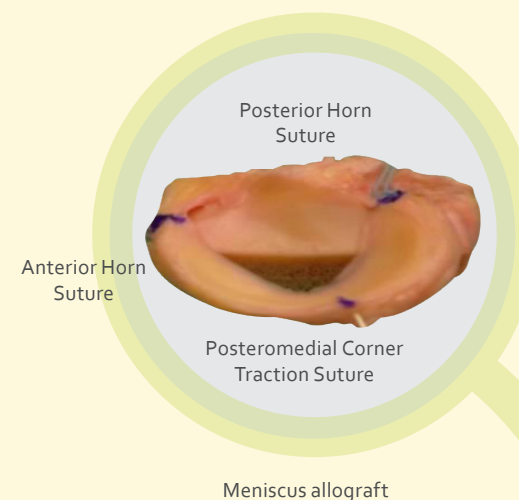 Posterior Horn
Suture
Anterior Horn
Suture
Posteromedial Corner
Traction Suture
Meniscus allograft